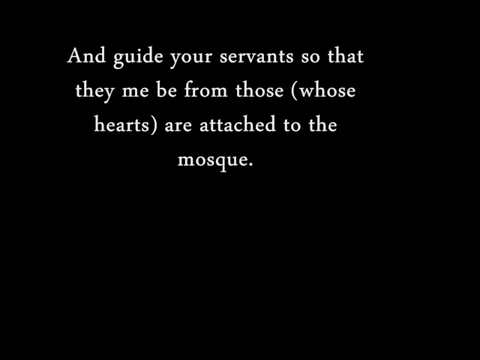 And guide your servants so that
they me be from those (whose
hearts) are attached to the
mosque.